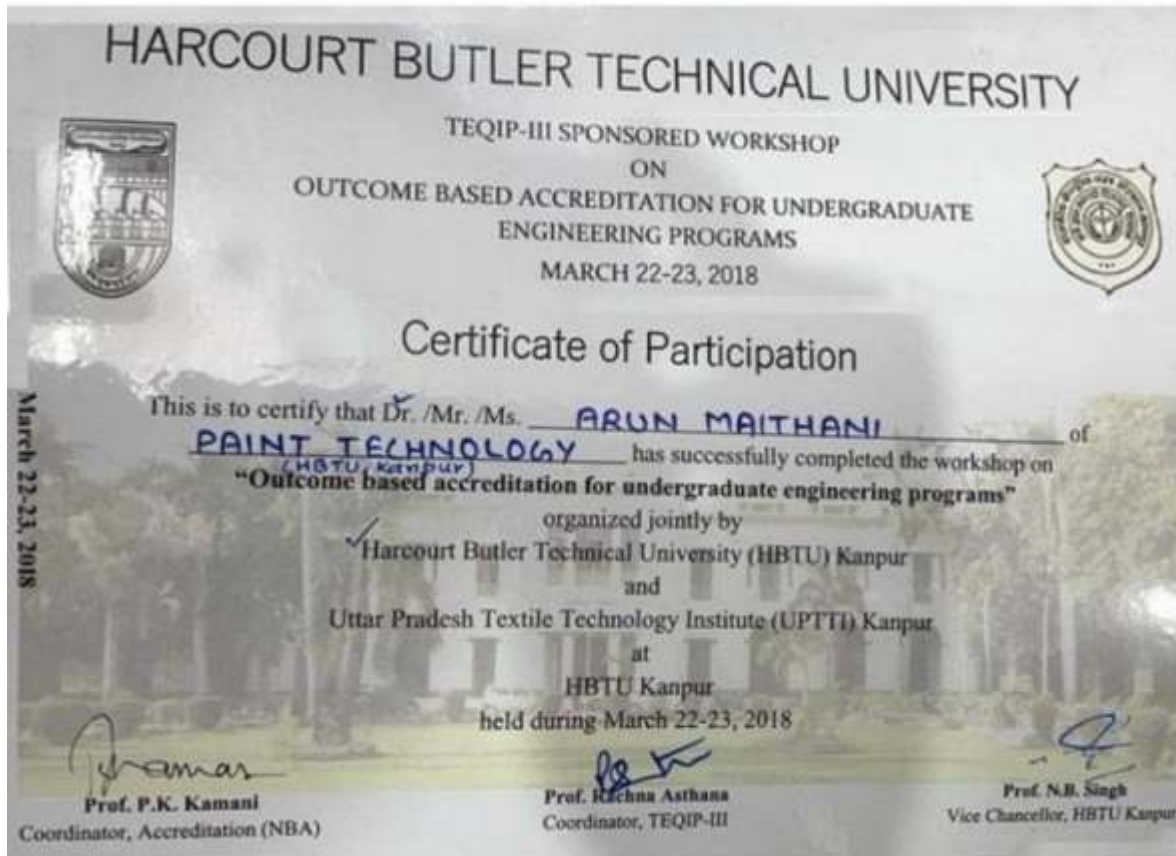 HARCOURT BUTLER TECHNICAL UNIVERSITY
TEQIP-III SPONSORED WORKSHOP
ON
OUTCOME BASED ACCREDITATION FOR UNDERGRADUATE
ENGINEERING PROGRAMS
MARCH 22-23, 2018
Certificate of Participation
This is to certify that Dr. /Mr. /Ms. ARUN MAITHANI of
PAINT TECHNOLOGY has successfully completed the workshop on
(HBTU, Kanpur)
"Outcome based accreditation for undergraduate engineering programs"
organized jointly by
Harcourt Butler Technical University (HBTU) Kanpur
and
Uttar Pradesh Textile Technology Institute (UPTTI) Kanpur
at
HBTU Kanpur
held during March 22-23, 2018
March 22-23, 2018
Prof. P.K. Kamani
Coordinator, Accreditation (NBA)
Prof. Rachna Asthana
Coordinator, TEQIP-III
Prof. N.B. Singh
Vice Chancellor, HBTU Kanpur